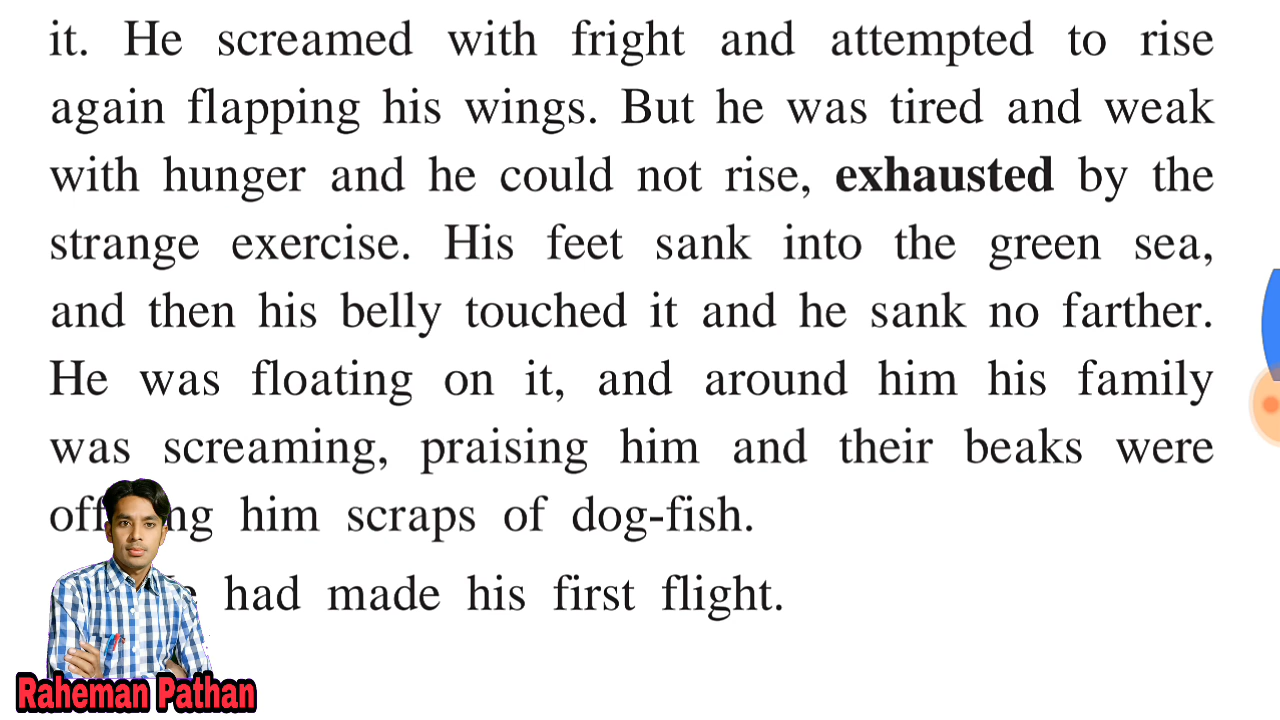 it. He screamed with fright and attempted to rise
again flapping his wings. But he was tired and weak
with hunger and he could not rise, exhausted by the
strange exercise. His feet sank into the green sea,
and then his belly touched it and he sank no farther.
He was floating on it, and around him his family
was screaming, praising him and their beaks were
him scraps of dog-fish.
had made his first flight.
Raheman Pathan